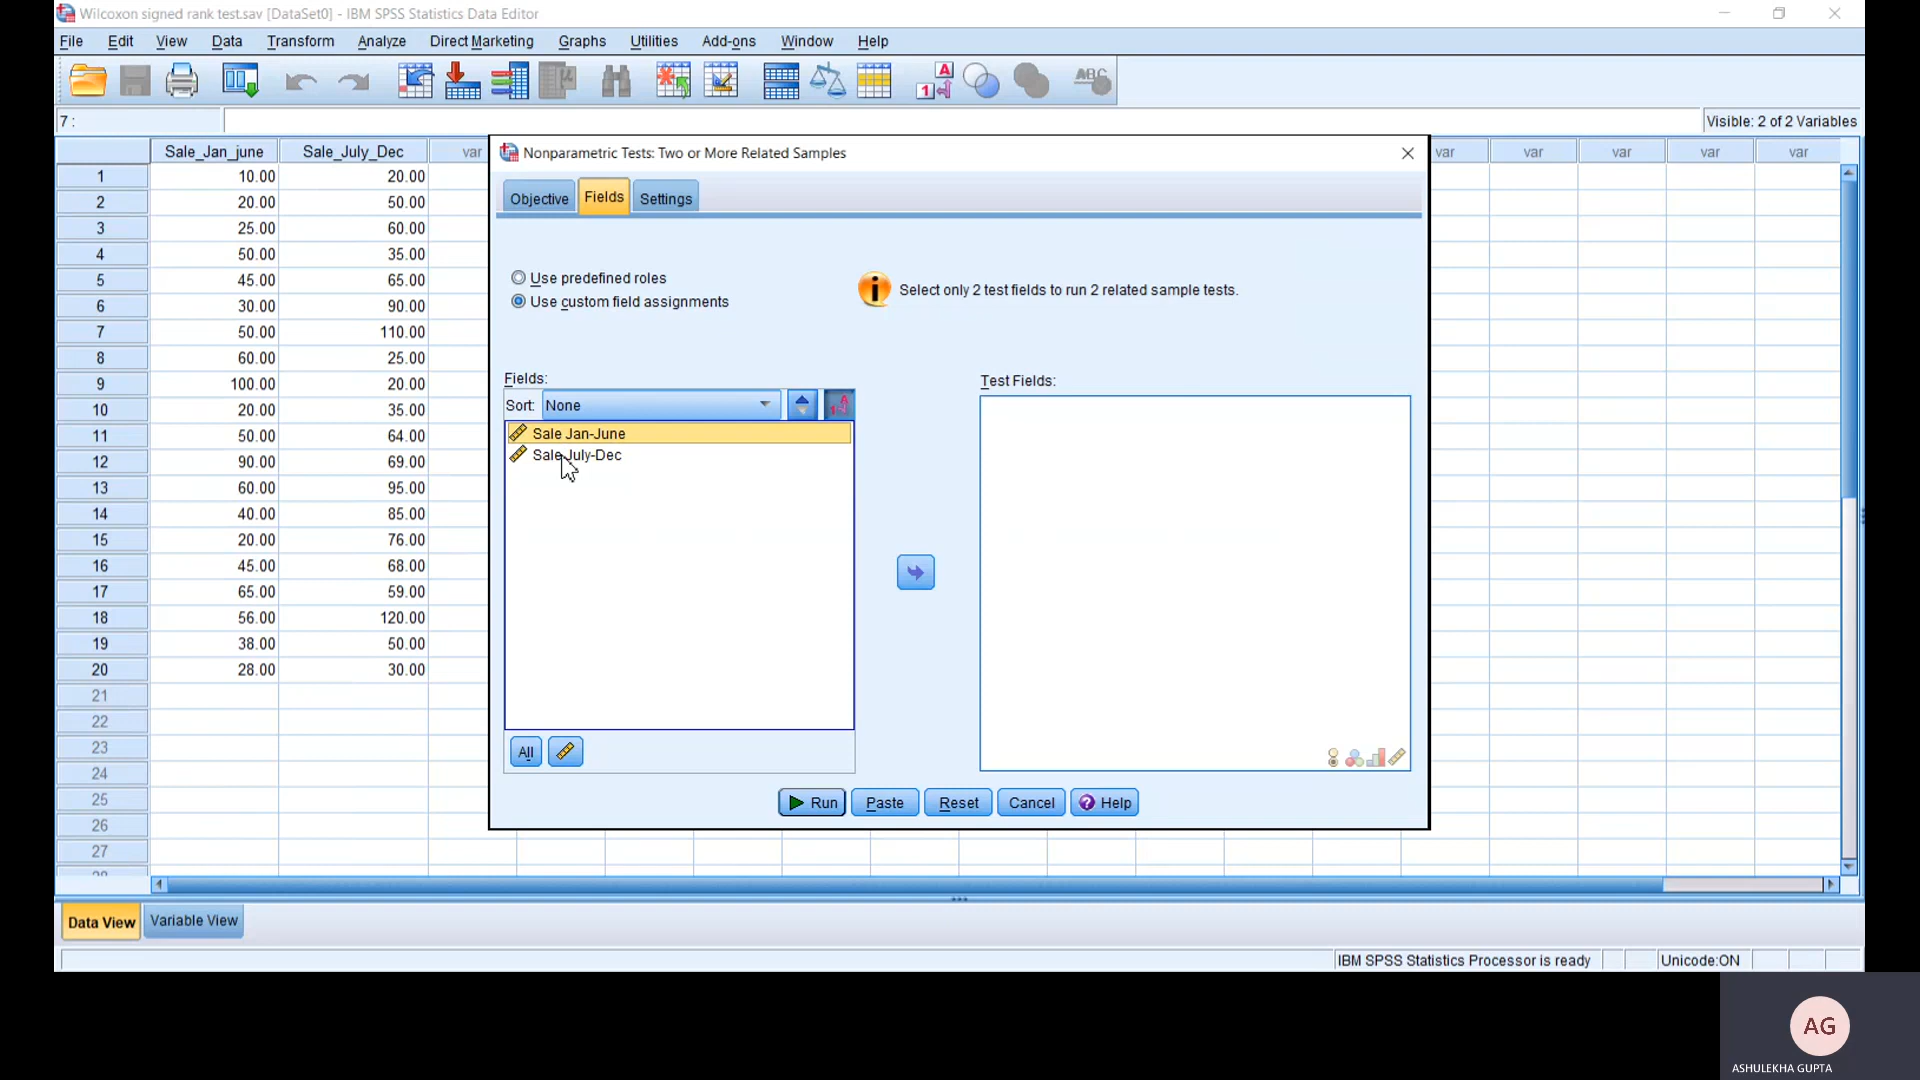 Wilcoxon signed rank test.sav [DataSet0] - IBM SPSS Statistics Data Editor
File Edit View Data Transform Analyze Direct Marketing Graphs Utilities Add-ons Window Help
7 :
Visible: 2 of 2 Variables
Sale_Jan_june Sale_July_Dec var var var var var var
1 10.00 20.00
2 20.00 50.00
3 25.00 60.00
4 50.00 35.00
5 45.00 65.00
6 30.00 90.00
7 50.00 110.00
8 60.00 25.00
9 100.00 20.00
10 20.00 35.00
11 50.00 64.00
12 90.00 69.00
13 60.00 95.00
14 40.00 85.00
15 20.00 76.00
16 45.00 68.00
17 65.00 59.00
18 56.00 120.00
19 38.00 50.00
20 28.00 30.00
21
22
23
24
25
26
27
Nonparametric Tests: Two or More Related Samples
Objective Fields Settings
Use predefined roles
Use custom field assignments
Select only 2 test fields to run 2 related sample tests.
Fields:
Sort: None
Sale Jan-June
Sale July-Dec
All
Test Fields:
Run Paste Reset Cancel Help
Data View Variable View
IBM SPSS Statistics Processor is ready Unicode:ON
AG
ASHULEKHA GUPTA